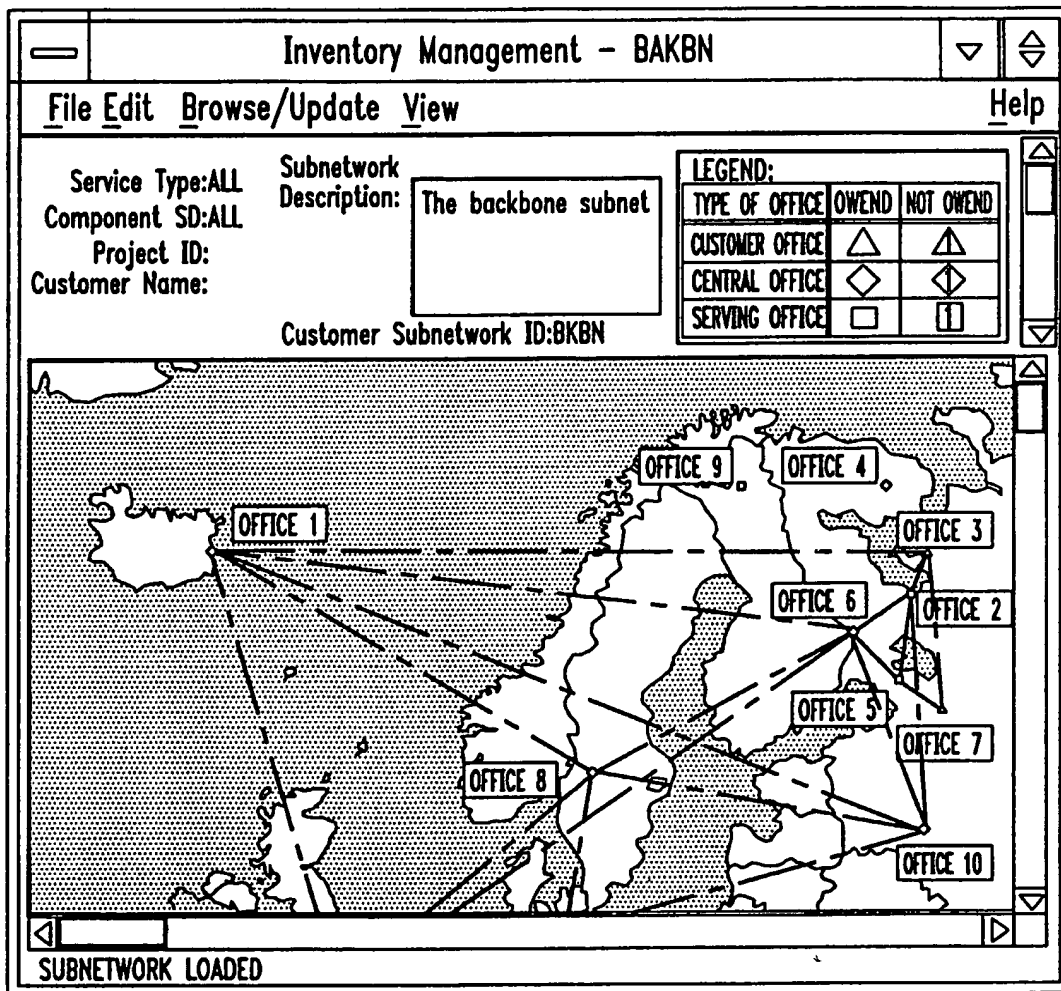 Inventory Management - BAKBN
File Edit Browse/Update View Help
Service Type:ALL
Component SD:ALL
Project ID:
Customer Name:
Subnetwork
Description:
The backbone subnet
Customer Subnetwork ID:BKBN
LEGEND:
TYPE OF OFFICE OWEND NOT OWEND
CUSTOMER OFFICE
CENTRAL OFFICE
SERVING OFFICE
OFFICE 9
OFFICE 4
OFFICE 1
OFFICE 3
OFFICE 6
OFFICE 2
OFFICE 5
OFFICE 7
OFFICE 8
OFFICE 10
SUBNETWORK LOADED